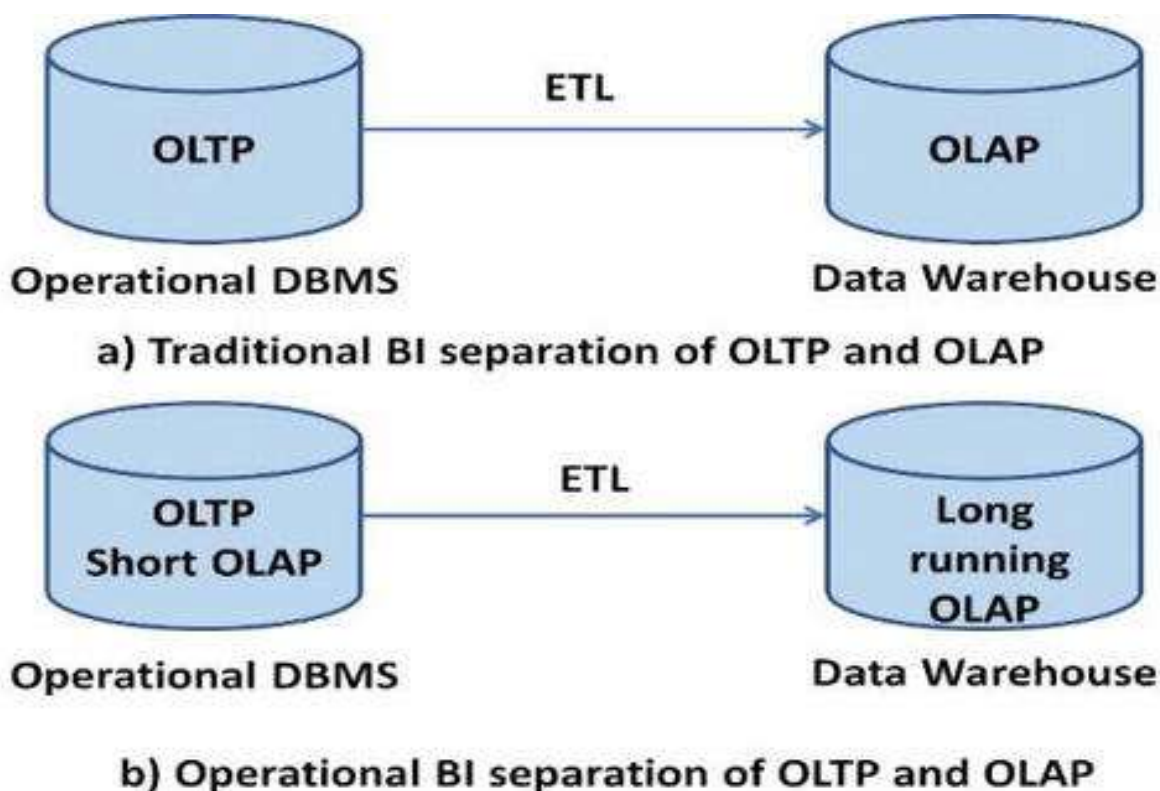 ETL
OLTP
OLAP
Operational DBMS
Data Warehouse
a) Traditional BI separation of OLTP and OLAP
ETL
OLTP
Short OLAP
Long
running
OLAP
Operational DBMS
Data Warehouse
b) Operational BI separation of OLTP and OLAP